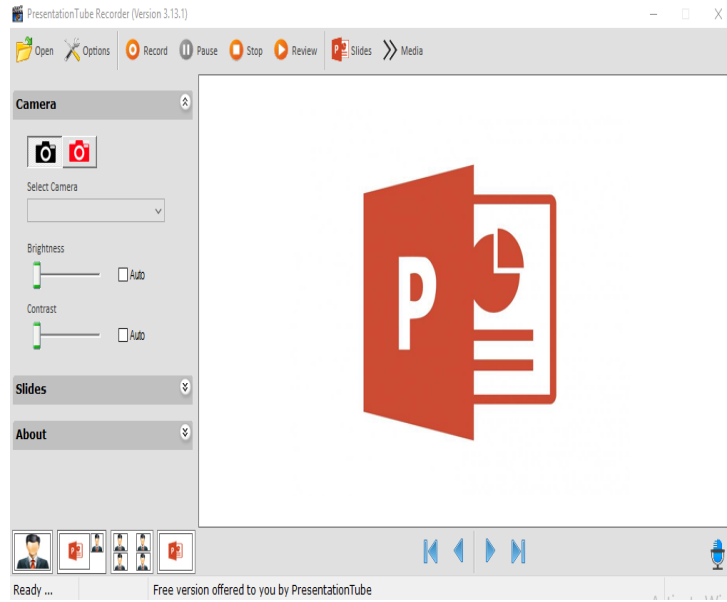 PresentationTube Recorder (Version 3.13.1)
Open Options Record Pause Stop Review Slides Media
Camera
Select Camera
Brightness
Auto
Contrast
Auto
Slides
About
P
Ready ... Free version offered to you by PresentationTube